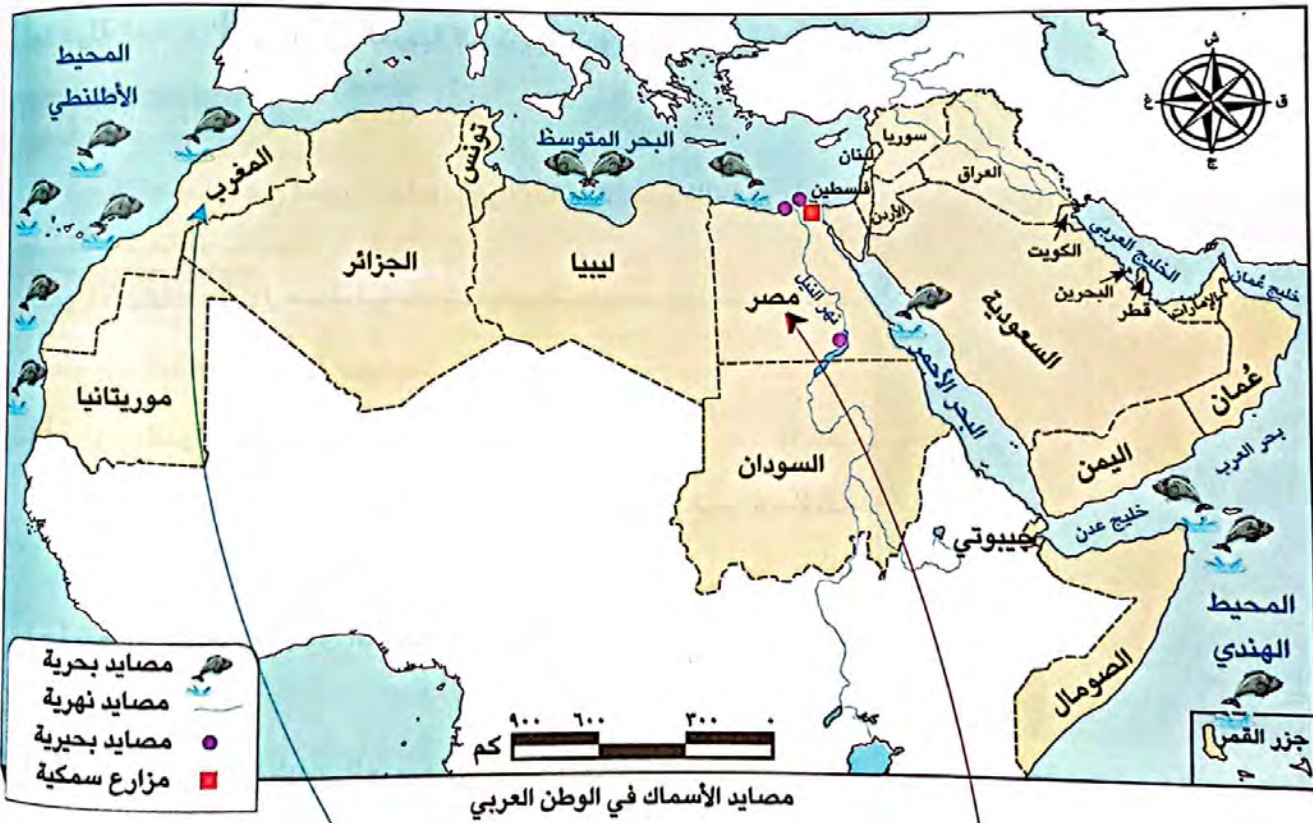 المحيط
الأطلنطي
البحر المتوسط
المغرب
تونس
الجزائر
ليبيا
مصر
نهر النيل
موريتانيا
السودان
سوريا
لبنان
فلسطين
الأردن
العراق
الكويت
الخليج العربي
البحرين
قطر
الإمارات
خليج عُمان
السعودية
عُمان
اليمن
البحر الأحمر
بحر العرب
خليج عدن
جيبوتي
الصومال
المحيط
الهندي
جزر القمر
ش
ق
ج
غ
مصايد بحرية
مصايد نهرية
مصايد بحيرية
مزارع سمكية
٠ ٣٠٠ ٦٠٠ ٩٠٠
كم
مصايد الأسماك في الوطن العربي